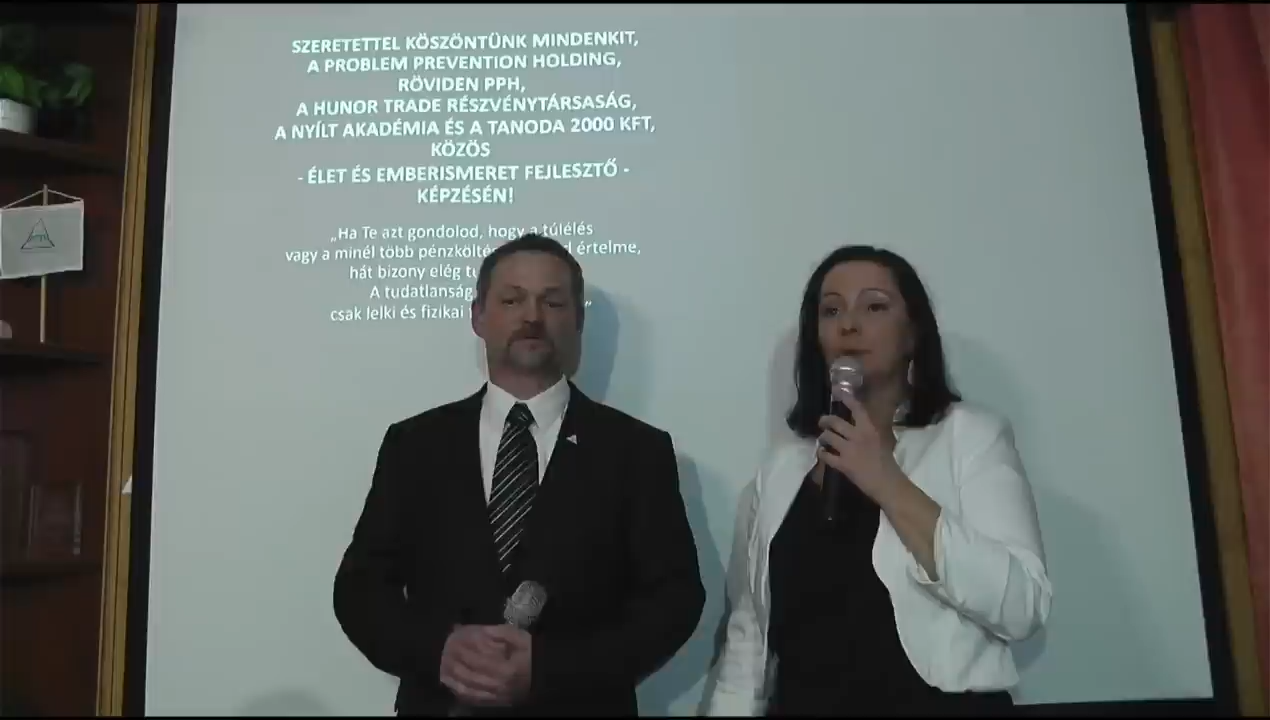 SZERETETTEL KÖSZÖNTÜNK MINDENKIT,
A PROBLEM PREVENTION HOLDING,
RÖVIDEN PPH,
A HUNOR TRADE RÉSZVÉNYTÁRSASÁG,
A NYÍLT AKADÉMIA ÉS A TANODA 2000 KFT,
KÖZÖS
- ÉLET ÉS EMBERISMERET FEJLESZTŐ -
KÉPZÉSÉN!
„Ha Te azt gondolod, hogy a túlélés
vagy a minél több pénzköltés értelme,
hát bizony elég
A tudatlanság
csak lelki és fizikai